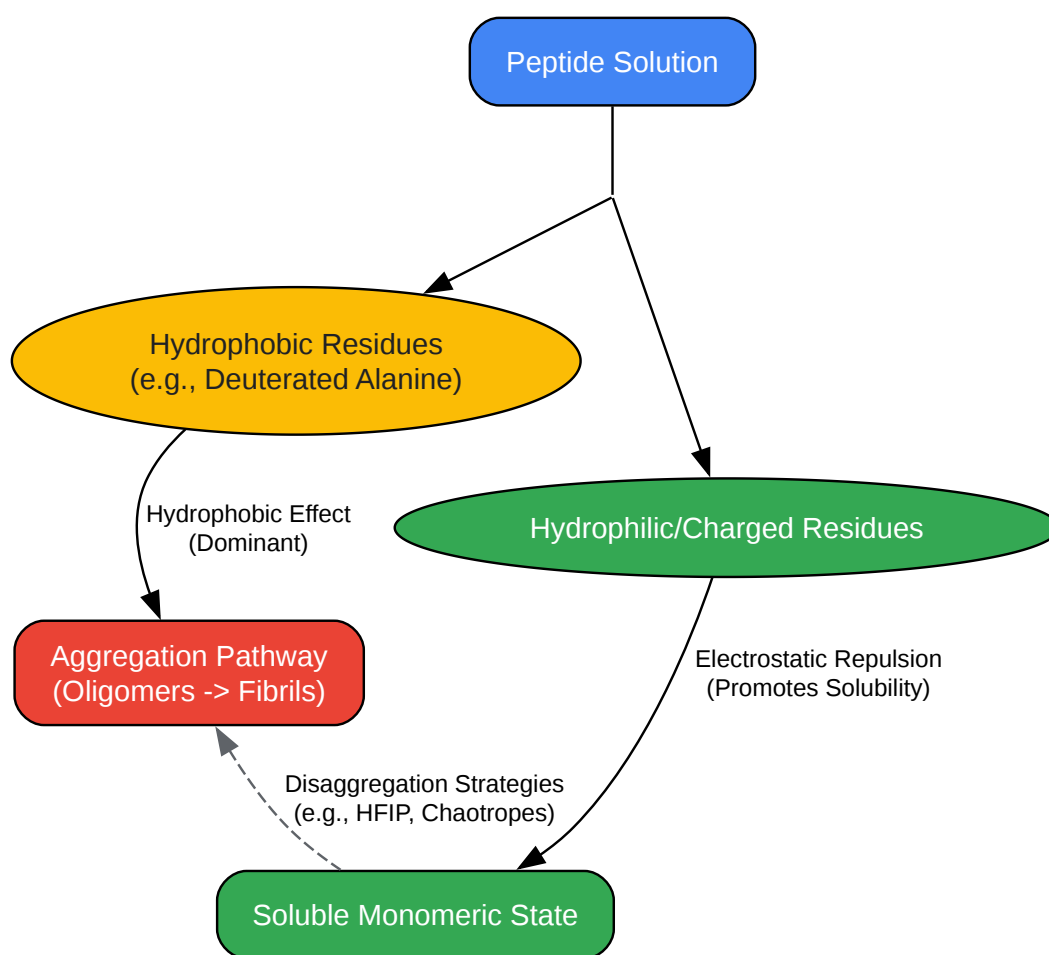 Peptide Solution
Hydrophobic Residues
(e.g., Deuterated Alanine)
Hydrophobic Effect
(Dominant)
Hydrophilic/Charged Residues
Aggregation Pathway
(Oligomers -> Fibrils)
Electrostatic Repulsion
(Promotes Solubility)
Disaggregation Strategies
(e.g., HFIP, Chaotropes)
Soluble Monomeric State